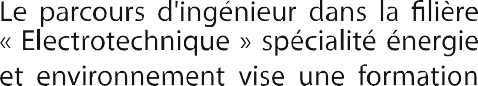 Le parcours d'ingénieur dans la filière
« Electrotechnique » spécialité énergie
et environnement vise une formation